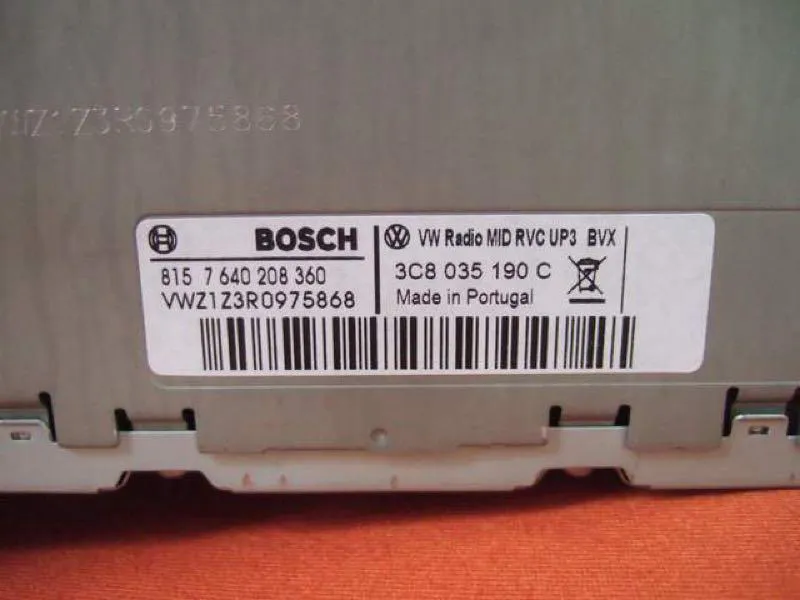 VWZ1Z3R0975868
BOSCH
VW Radio MID RVC UP3 BVX
815 7 640 208 360
3C8 035 190 C
VWZ1Z3R0975868
Made in Portugal